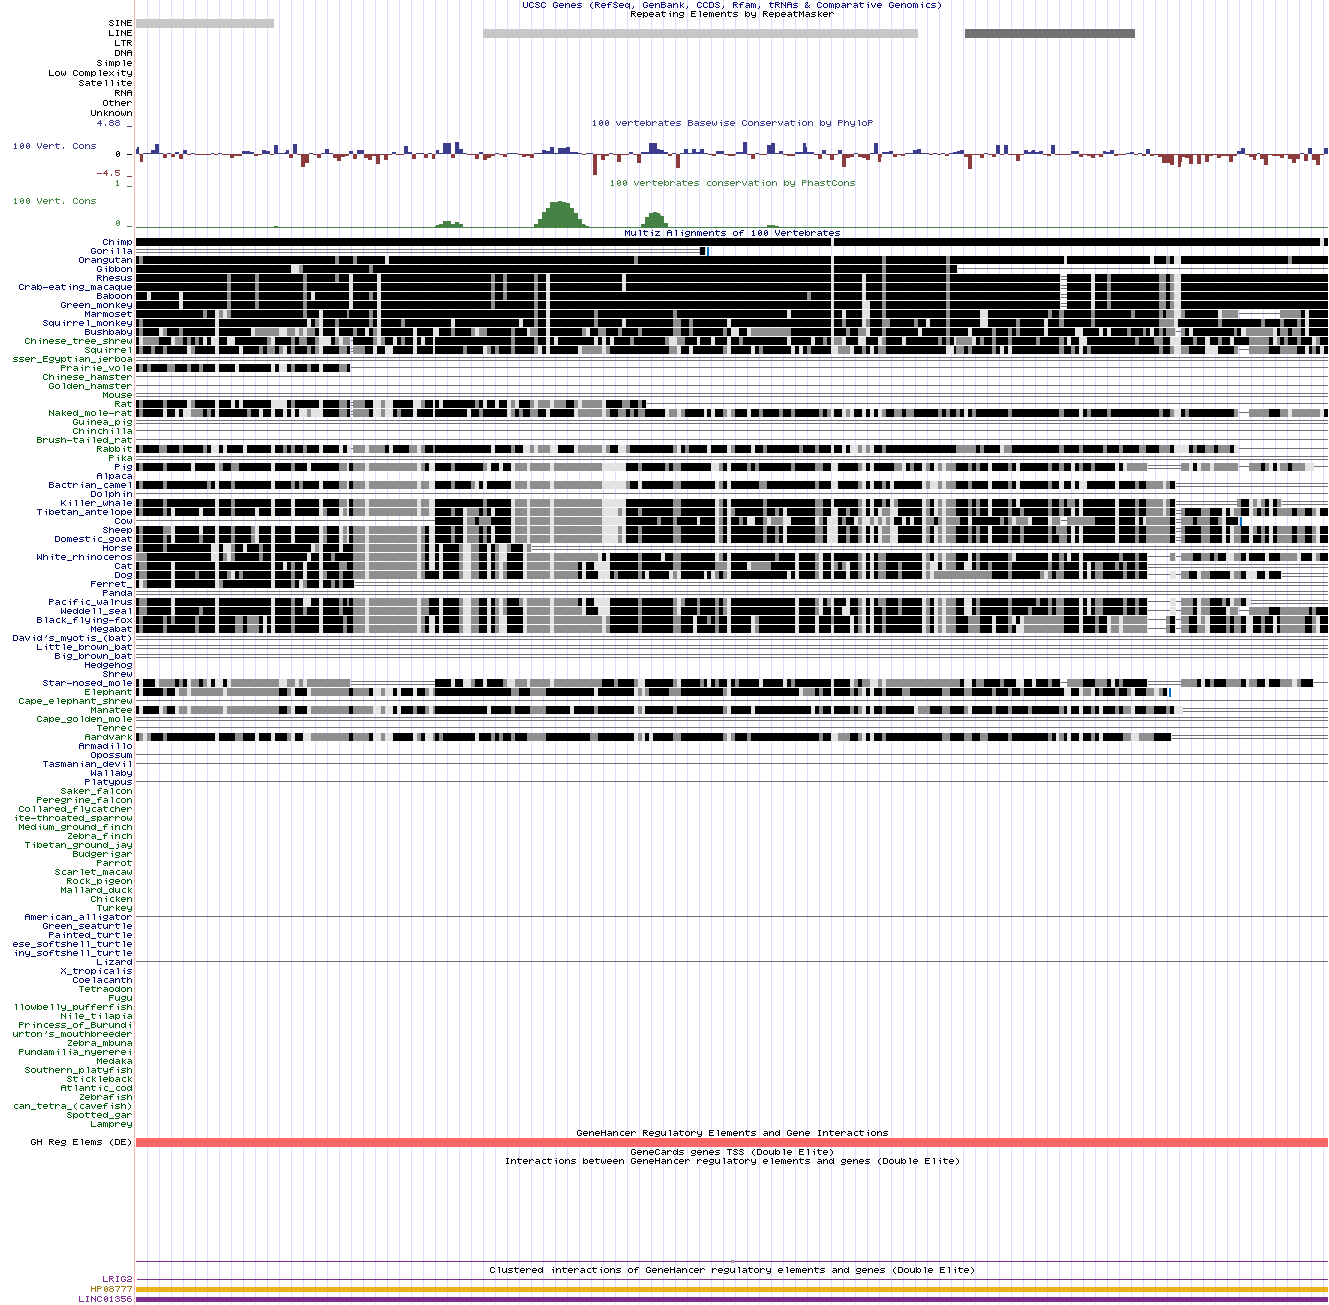 UCSC Genes (RefSeq, GenBank, CCDS, Rfam, tRNAs & Comparative Genomics)
Repeating Elements by RepeatMasker
SINE
LINE
LTR
DNA
Simple
Low Complexity
Satellite
RNA
Other
Unknown
100 vertebrates Basewise Conservation by PhyloP
4.88 _
100 Vert. Cons
0 _
-4.5 _
100 vertebrates conservation by PhastCons
1 _
100 Vert. Cons
0 _
Multiz Alignments of 100 Vertebrates
Chimp
Gorilla
Orangutan
Gibbon
Rhesus
Crab-eating_macaque
Baboon
Green_monkey
Marmoset
Squirrel_monkey
Bushbaby
Chinese_tree_shrew
Squirrel
sser_Egyptian_jerboa
Prairie_vole
Chinese_hamster
Golden_hamster
Mouse
Rat
Naked_mole-rat
Guinea_pig
Chinchilla
Brush-tailed_rat
Rabbit
Pika
Pig
Alpaca
Bactrian_camel
Dolphin
Killer_whale
Tibetan_antelope
Cow
Sheep
Domestic_goat
Horse
White_rhinoceros
Cat
Dog
Ferret_
Panda
Pacific_walrus
Weddell_seal
Black_flying-fox
Megabat
David's_myotis_(bat)
Little_brown_bat
Big_brown_bat
Hedgehog
Shrew
Star-nosed_mole
Elephant
Cape_elephant_shrew
Manatee
Cape_golden_mole
Tenrec
Aardvark
Armadillo
Opossum
Tasmanian_devil
Wallaby
Platypus
Saker_falcon
Peregrine_falcon
Collared_flycatcher
ite-throated_sparrow
Medium_ground_finch
Zebra_finch
Tibetan_ground_jay
Budgerigar
Parrot
Scarlet_macaw
Rock_pigeon
Mallard_duck
Chicken
Turkey
American_alligator
Green_seaturtle
Painted_turtle
ese_softshell_turtle
iny_softshell_turtle
Lizard
X_tropicalis
Coelacanth
Tetraodon
Fugu
llowbelly_pufferfish
Nile_tilapia
Princess_of_Burundi
urton's_mouthbreeder
Zebra_mbuna
Pundamilia_nyererei
Medaka
Southern_platyfish
Stickleback
Atlantic_cod
Zebrafish
can_tetra_(cavefish)
Spotted_gar
Lamprey
GeneHancer Regulatory Elements and Gene Interactions
GH Reg Elems (DE)
GeneCards genes TSS (Double Elite)
Interactions between GeneHancer regulatory elements and genes (Double Elite)
Clustered interactions of GeneHancer regulatory elements and genes (Double Elite)
LRIG2
HP08777
LINC01356